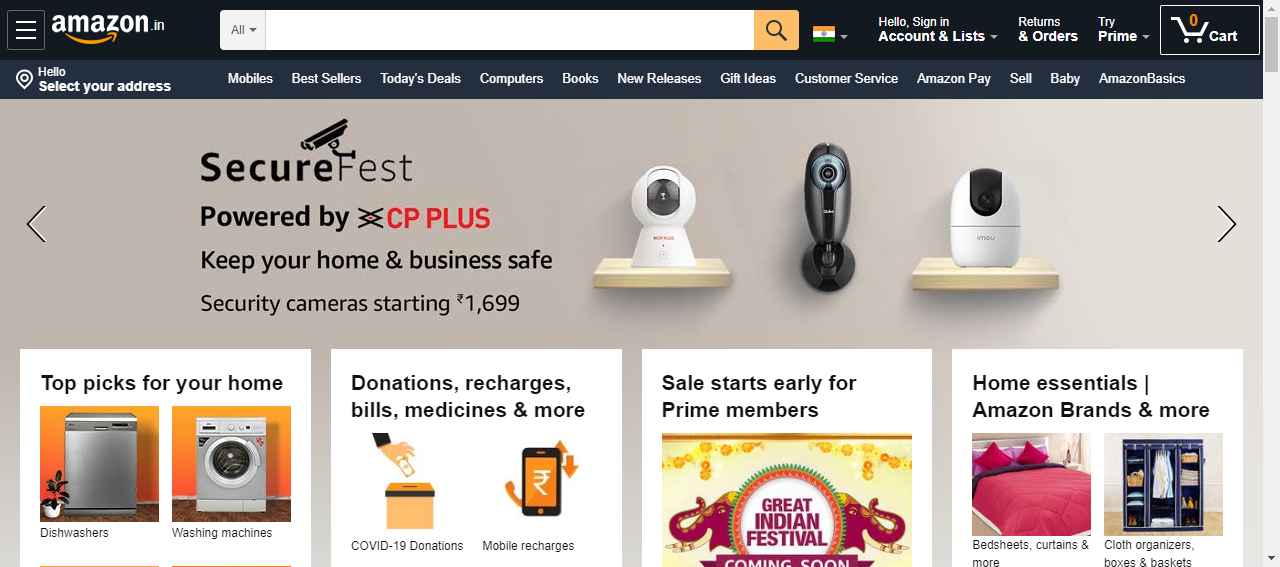 amazon.in
All
Hello, Sign in
Account & Lists
Returns
& Orders
Try
Prime
0
Cart
Hello
Select your address
Mobiles Best Sellers Today's Deals Computers Books New Releases Gift Ideas Customer Service Amazon Pay Sell Baby AmazonBasics
SecureFest
Powered by CP PLUS
Keep your home & business safe
Security cameras starting ₹1,699
CP PLUS
Qubo
imou
Top picks for your home
Dishwashers
Washing machines
Donations, recharges,
bills, medicines & more
₹
COVID-19 Donations
Mobile recharges
Sale starts early for
Prime members
GREAT
INDIAN
FESTIVAL
COMING SOON
Home essentials |
Amazon Brands & more
Bedsheets, curtains &
more
Cloth organizers,
boxes & baskets